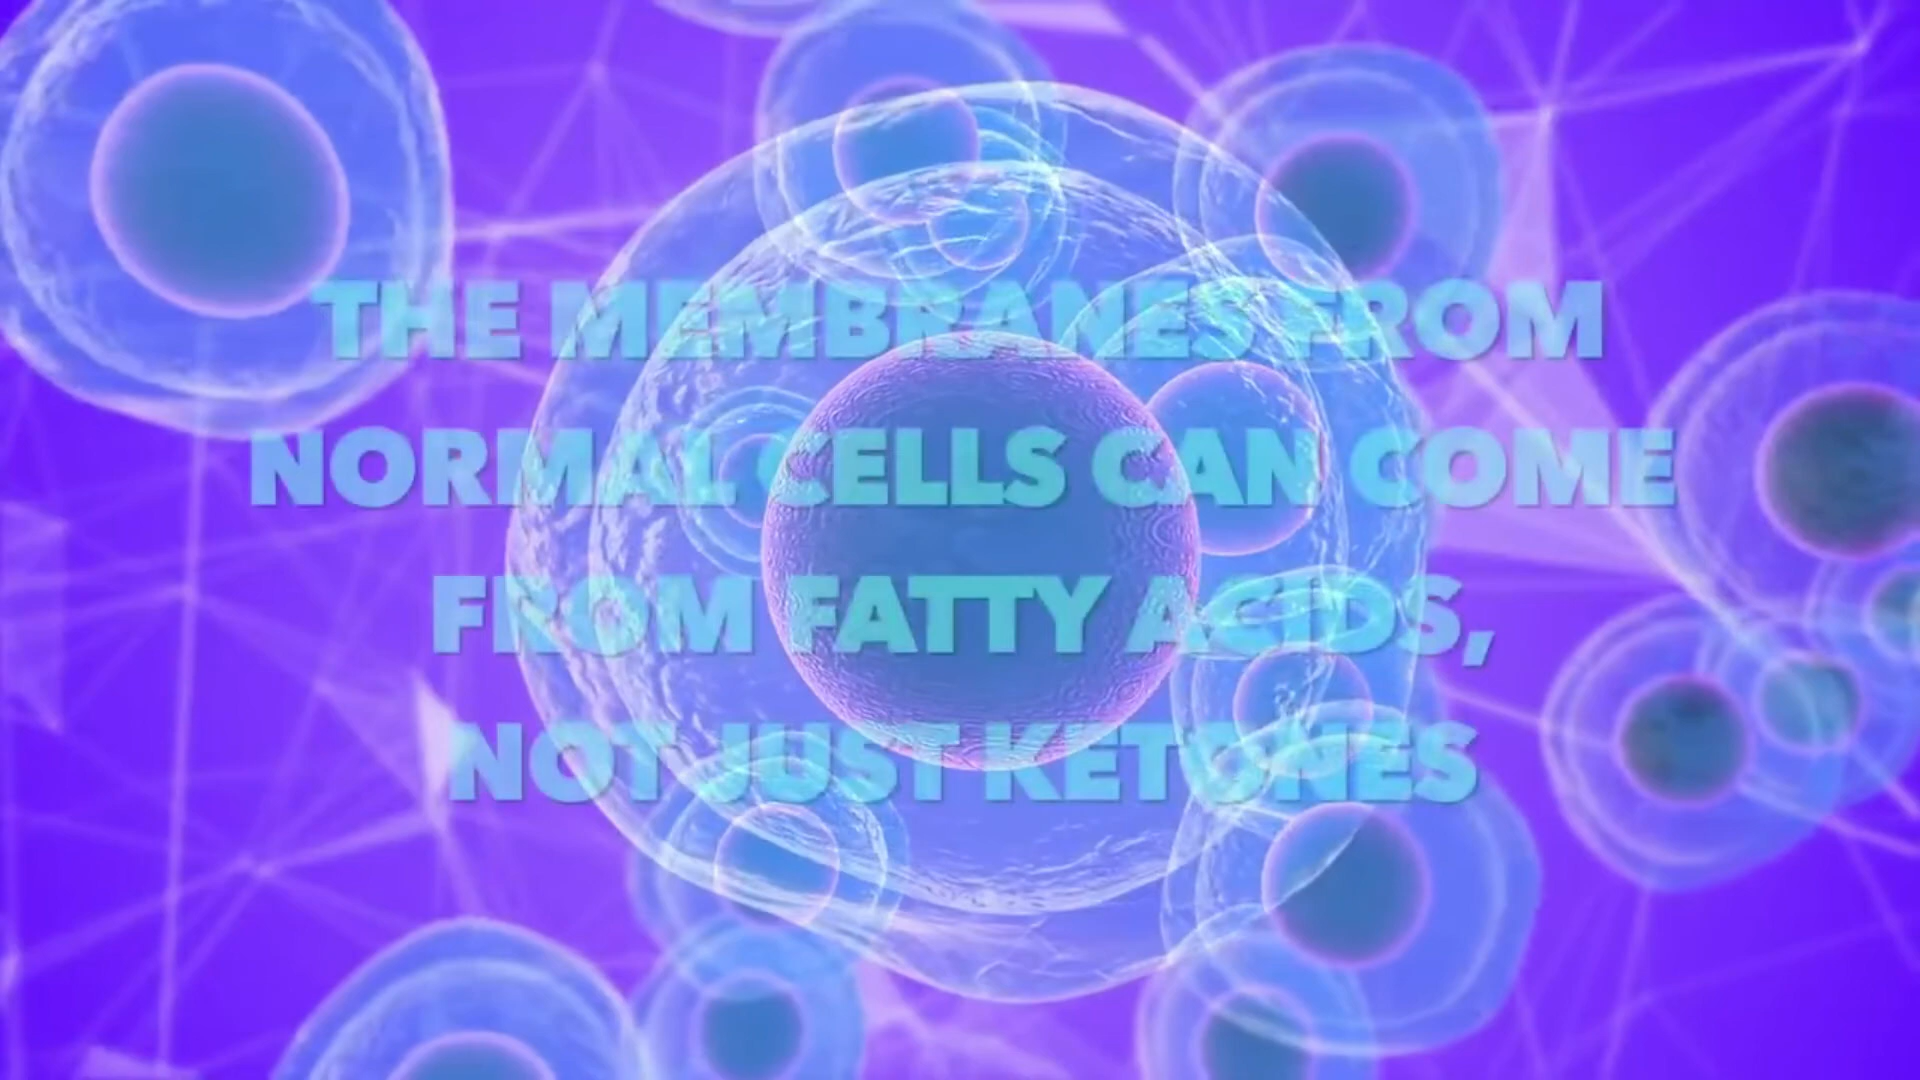 THE MEMBRANES FROM
NORMAL CELLS CAN COME
FROM FATTY ACIDS,
NOT JUST KETONES